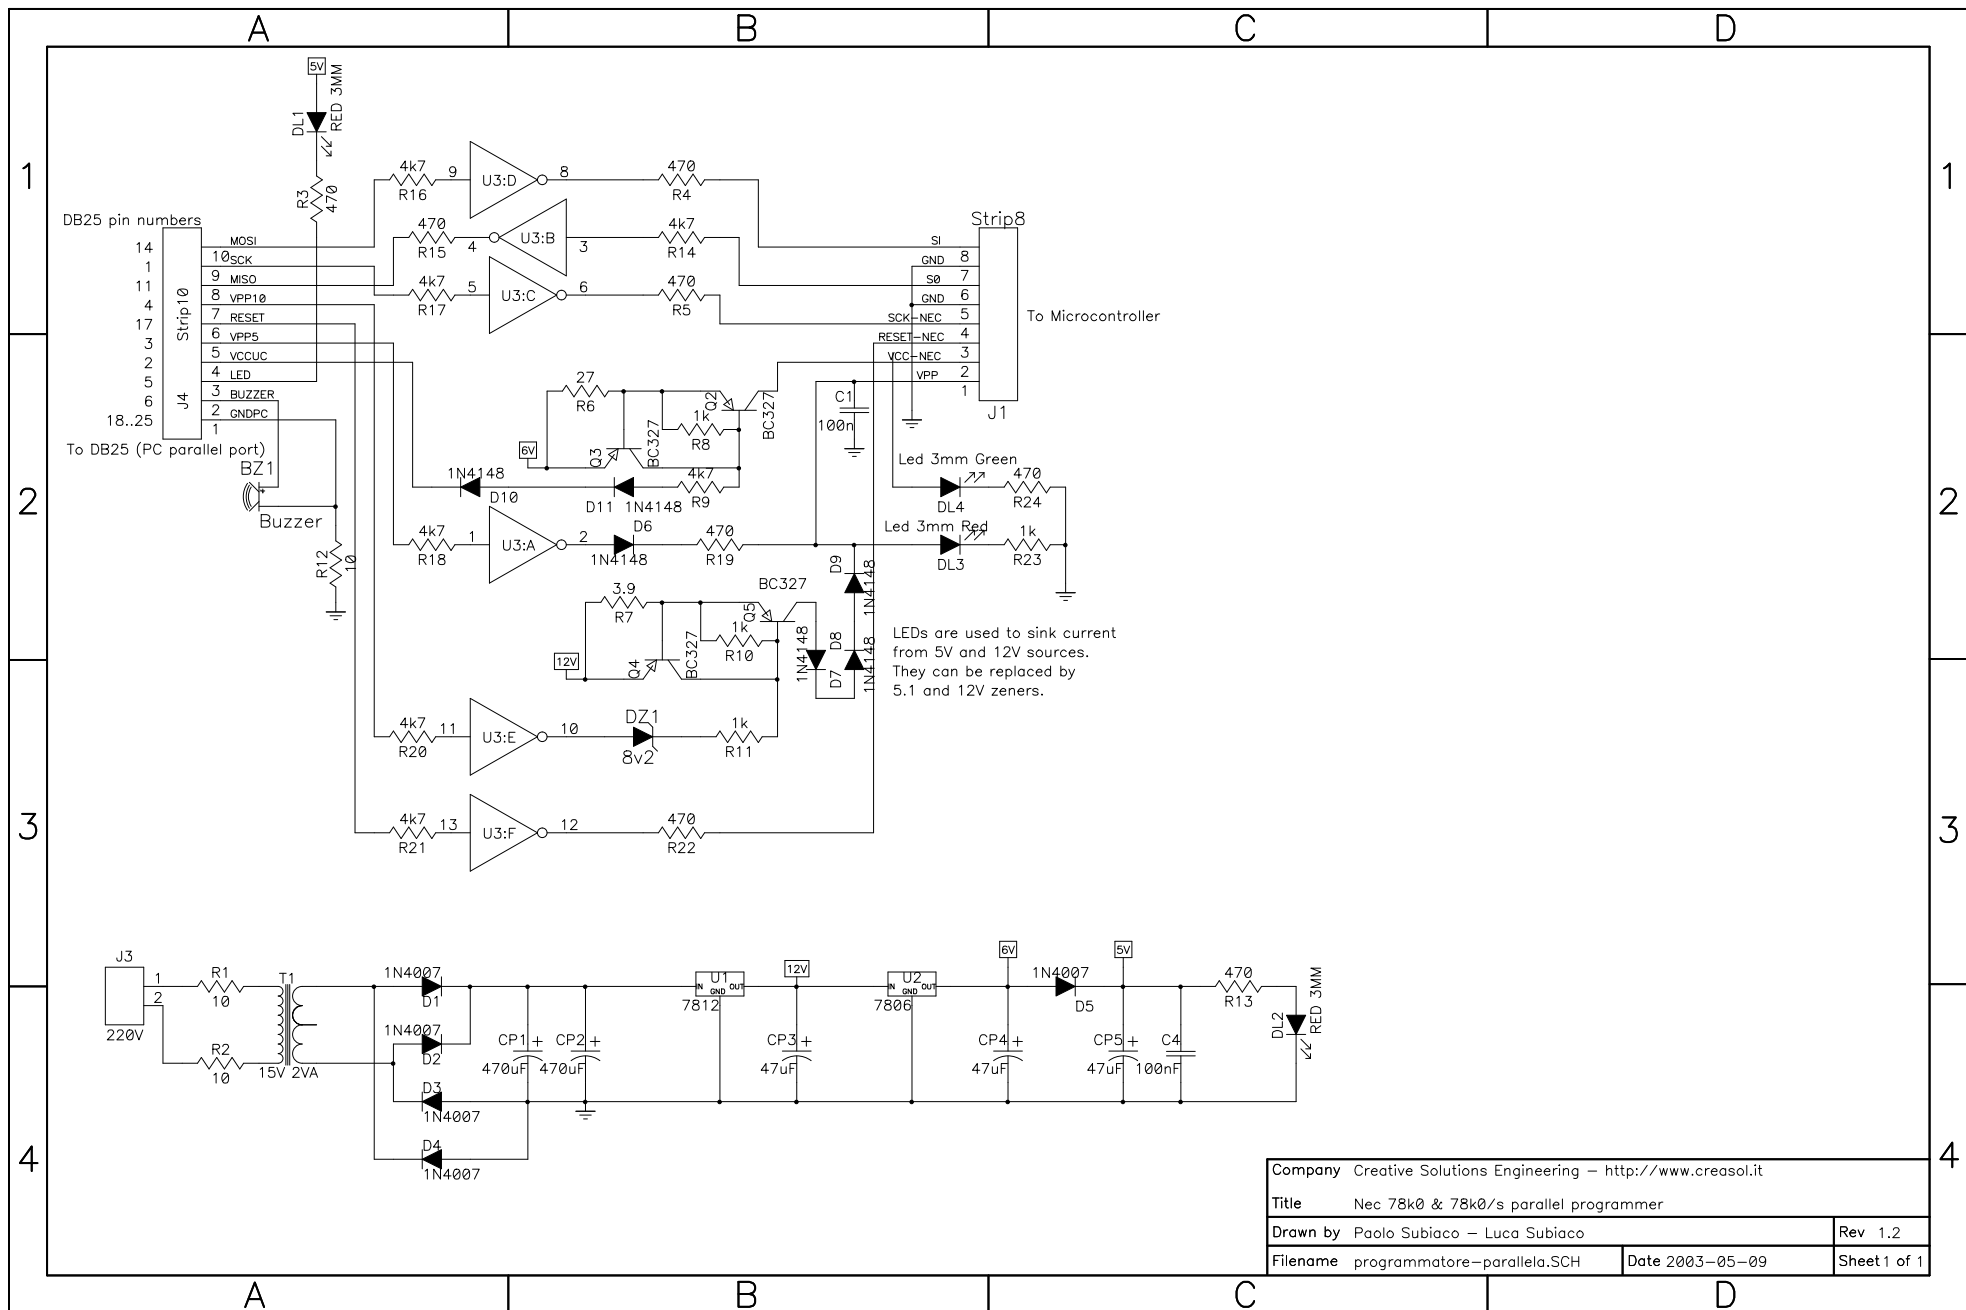 A B C D
5V
DL1
RED 3MM
R3
470
1 1
DB25 pin numbers
14 MOSI 10
1 SCK 9
11 MISO 8
4 VPP10 7
17 RESET 6
3 VPP5 5
2 VCCUC 4
5 LED 3
6 BUZZER 2
18..25 GNDPC 1
Strip10
J4
To DB25 (PC parallel port)
BZ1
+
Buzzer
R12
10
4k7
R16
9 U3:D 8
470
R4
470
R15
4 U3:B 3
4k7
R14
4k7
R17
5 U3:C 6
470
R5
Strip8
SI 8
GND 7
S0 6
GND 5
SCK-NEC 4
RESET-NEC 3
VCC-NEC 2
VPP 1
J1
To Microcontroller
2 2
27
R6
Q2
BC327
1k
R8
6V
Q3
BC327
C1
100n
1N4148
D10
D11
1N4148
4k7
R9
Led 3mm Green
DL4
470
R24
4k7
R18
1 U3:A 2
D6
1N4148
470
R19
Led 3mm Red
DL3
1k
R23
3.9
R7
BC327
Q5
1k
R10
12V
Q4
BC327
1N4148
D7
D8
1N4148
D9
1N4148
LEDs are used to sink current
from 5V and 12V sources.
They can be replaced by
5.1 and 12V zeners.
4k7
R20
11 U3:E 10
DZ1
8v2
1k
R11
3 3
4k7
R21
13 U3:F 12
470
R22
J3
1
2
220V
R1
10
R2
10
T1
15V 2VA
1N4007
D1
1N4007
D2
D3
1N4007
D4
1N4007
CP1 +
470uF
CP2 +
470uF
U1
IN GND OUT
7812
12V
CP3 +
47uF
U2
IN GND OUT
7806
6V
CP4 +
47uF
1N4007
D5
5V
CP5 +
47uF
C4
100nF
470
R13
DL2
RED 3MM
4 4
Company Creative Solutions Engineering – http://www.creasol.it
Title Nec 78k0 & 78k0/s parallel programmer
Drawn by Paolo Subiaco – Luca Subiaco Rev 1.2
Filename programmatore-parallela.SCH Date 2003-05-09 Sheet 1 of 1
A B C D